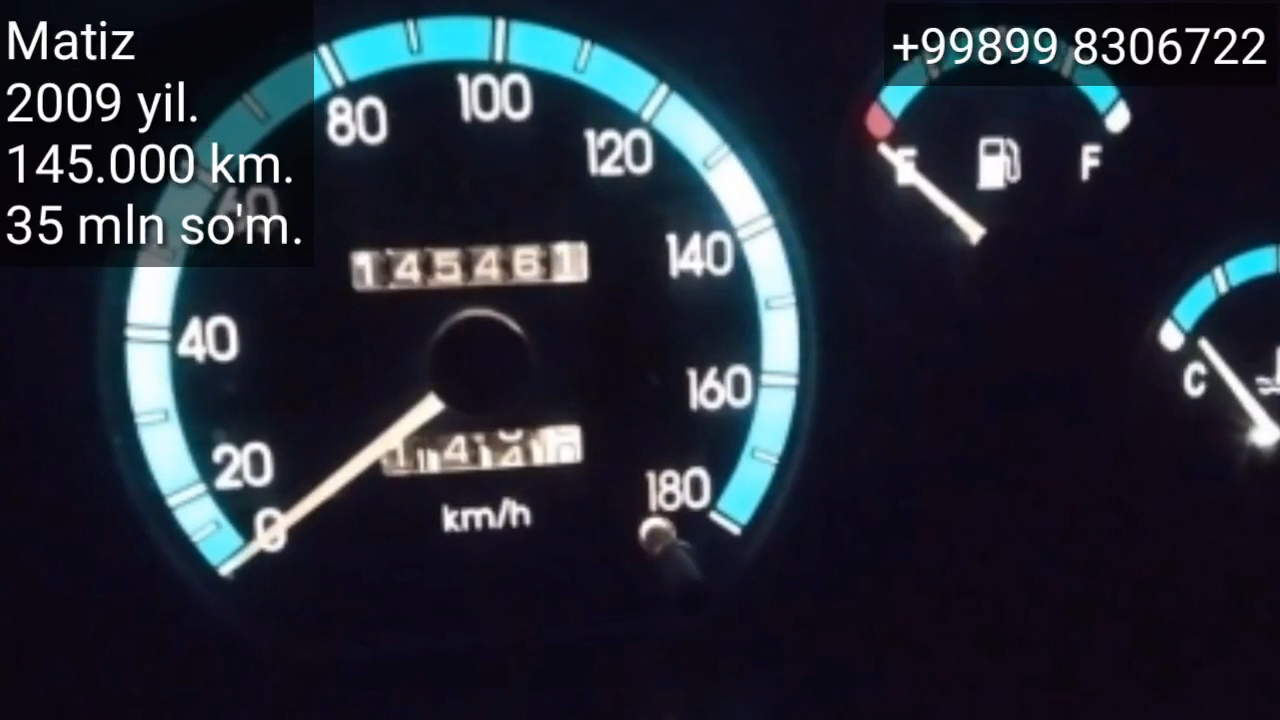 Matiz
2009 yil.
145.000 km.
35 mln so'm.
+99899 8306722
80
100
120
60
E
F
145461
140
40
C
160
20
180
0
km/h